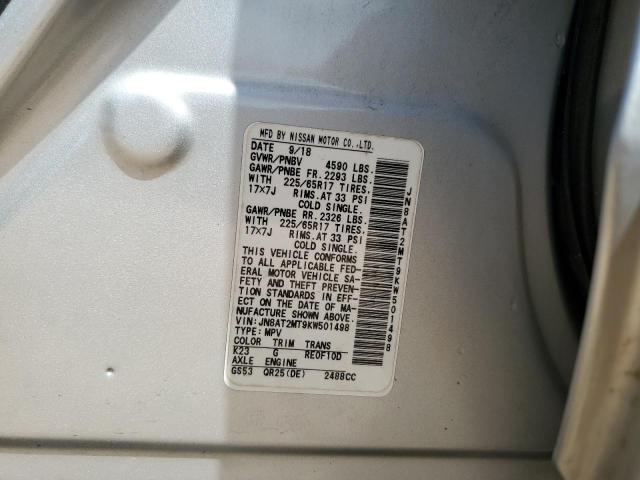 MFD BY NISSAN MOTOR CO.,LTD.
DATE 9/18
GVWR/PNBV 4590 LBS.
GAWR/PNBE FR. 2293 LBS.
WITH 225/65R17 TIRES.
17x7J RIMS.AT 33 PSI
COLD SINGLE.
GAWR/PNBE RR. 2326 LBS.
WITH 225/65R17 TIRES.
17x7J RIMS.AT 33 PSI
COLD SINGLE.
THIS VEHICLE CONFORMS
TO ALL APPLICABLE FED-
ERAL MOTOR VEHICLE SA-
FETY AND THEFT PREVEN-
TION STANDARDS IN EFF-
ECT ON THE DATE OF MA-
NUFACTURE SHOWN ABOVE.
VIN: JN8AT2MT9KW501498
TYPE: MPV
COLOR TRIM TRANS
K23 G RE0F10D
AXLE ENGINE
GS53 QR25(DE) 2488CC
JN8AT2MT9KW501498